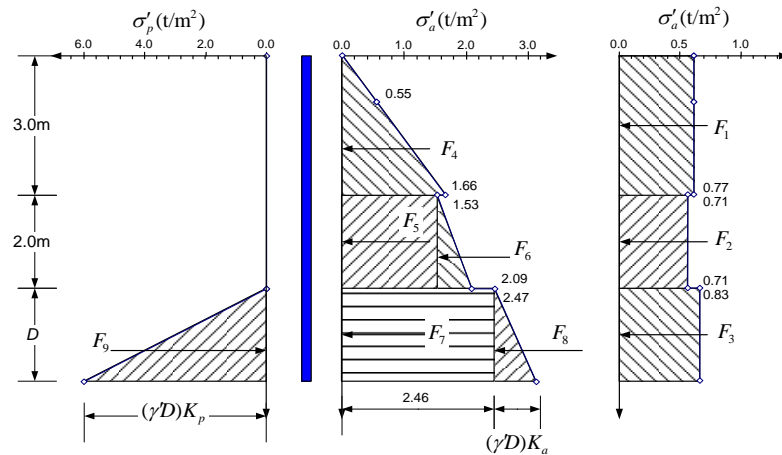 σ′p (t/m²)
6.0 4.0 2.0 0.0
σ′a (t/m²)
0.0 1.0 2.0 3.0
σ′a (t/m²)
0.0 0.6 1.0
3.0m
0.55
F4
F1
1.66
1.53
0.77
0.71
2.0m
F5
F6
F2
2.09
2.47
0.71
0.83
D
F9
F7
F8
F3
(γ′D)Kp
2.46
(γ′D)Ka